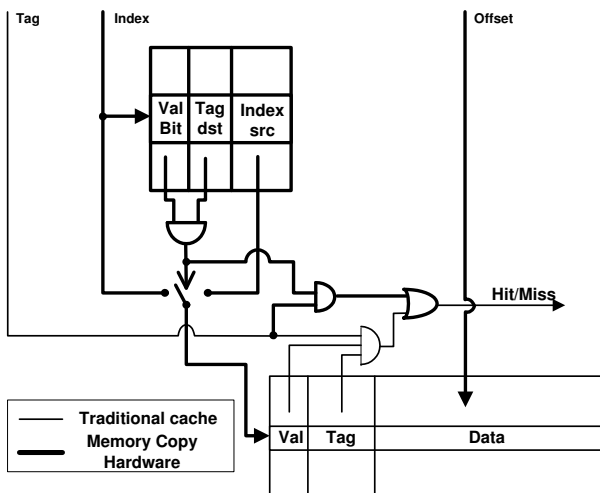 Tag Index Offset
Val Bit
Tag dst
Index src
Hit/Miss
Traditional cache
Memory Copy
Hardware
Val Tag Data